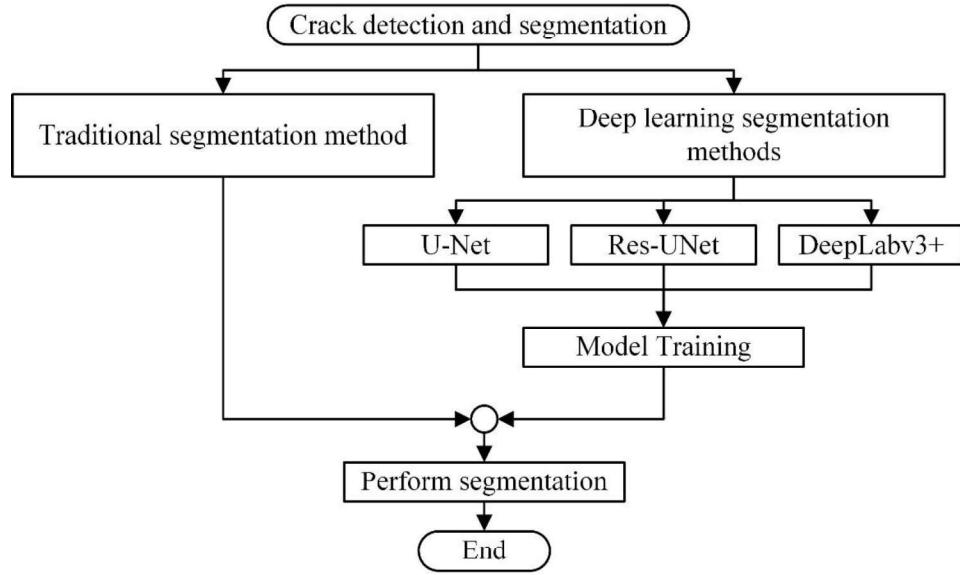 Crack detection and segmentation
Traditional segmentation method
Deep learning segmentation
methods
U-Net
Res-UNet
DeepLabv3+
Model Training
Perform segmentation
End